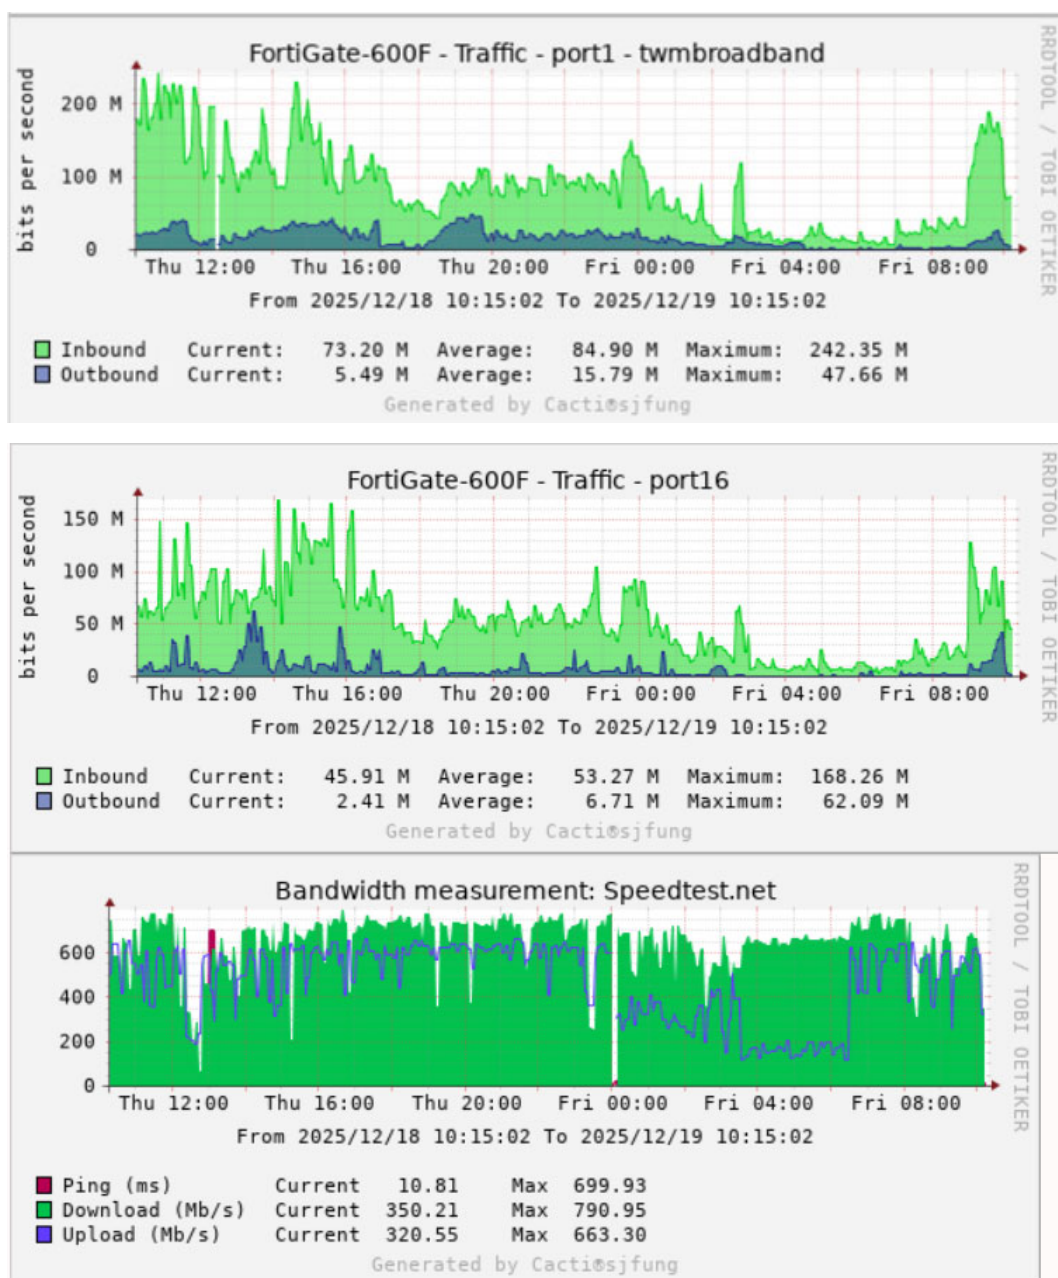 FortiGate-600F - Traffic - port1 - twmbroadband
RRDTOOL / TOBI OETIKER
bits per second
200 M
100 M
0
Thu 12:00 Thu 16:00 Thu 20:00 Fri 00:00 Fri 04:00 Fri 08:00
From 2025/12/18 10:15:02 To 2025/12/19 10:15:02
Inbound Current: 73.20 M Average: 84.90 M Maximum: 242.35 M
Outbound Current: 5.49 M Average: 15.79 M Maximum: 47.66 M
Generated by Cacti®sjfung
FortiGate-600F - Traffic - port16
RRDTOOL / TOBI OETIKER
bits per second
150 M
100 M
50 M
0
Thu 12:00 Thu 16:00 Thu 20:00 Fri 00:00 Fri 04:00 Fri 08:00
From 2025/12/18 10:15:02 To 2025/12/19 10:15:02
Inbound Current: 45.91 M Average: 53.27 M Maximum: 168.26 M
Outbound Current: 2.41 M Average: 6.71 M Maximum: 62.09 M
Generated by Cacti®sjfung
Bandwidth measurement: Speedtest.net
RRDTOOL / TOBI OETIKER
600
400
200
0
Thu 12:00 Thu 16:00 Thu 20:00 Fri 00:00 Fri 04:00 Fri 08:00
From 2025/12/18 10:15:02 To 2025/12/19 10:15:02
Ping (ms) Current 10.81 Max 699.93
Download (Mb/s) Current 350.21 Max 790.95
Upload (Mb/s) Current 320.55 Max 663.30
Generated by Cacti®sjfung